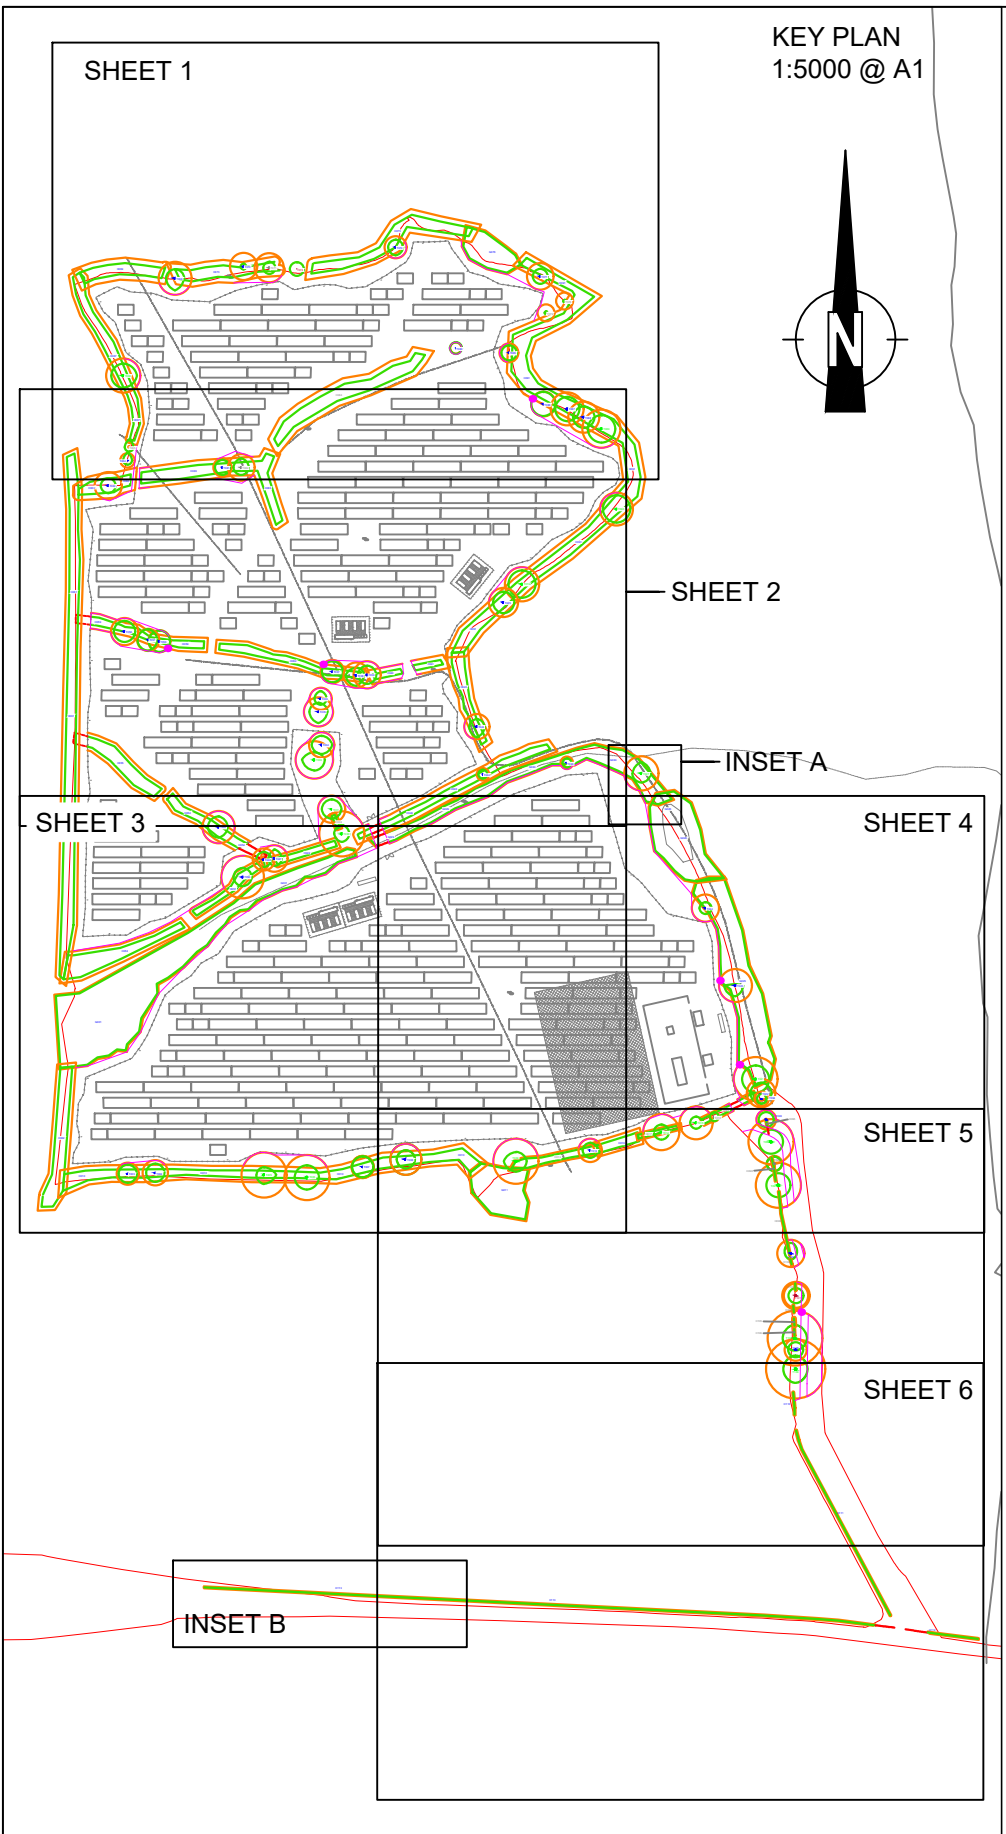 KEY PLAN
1:5000 @ A1
SHEET 1
N
SHEET 2
INSET A
SHEET 3
SHEET 4
SHEET 5
SHEET 6
INSET B